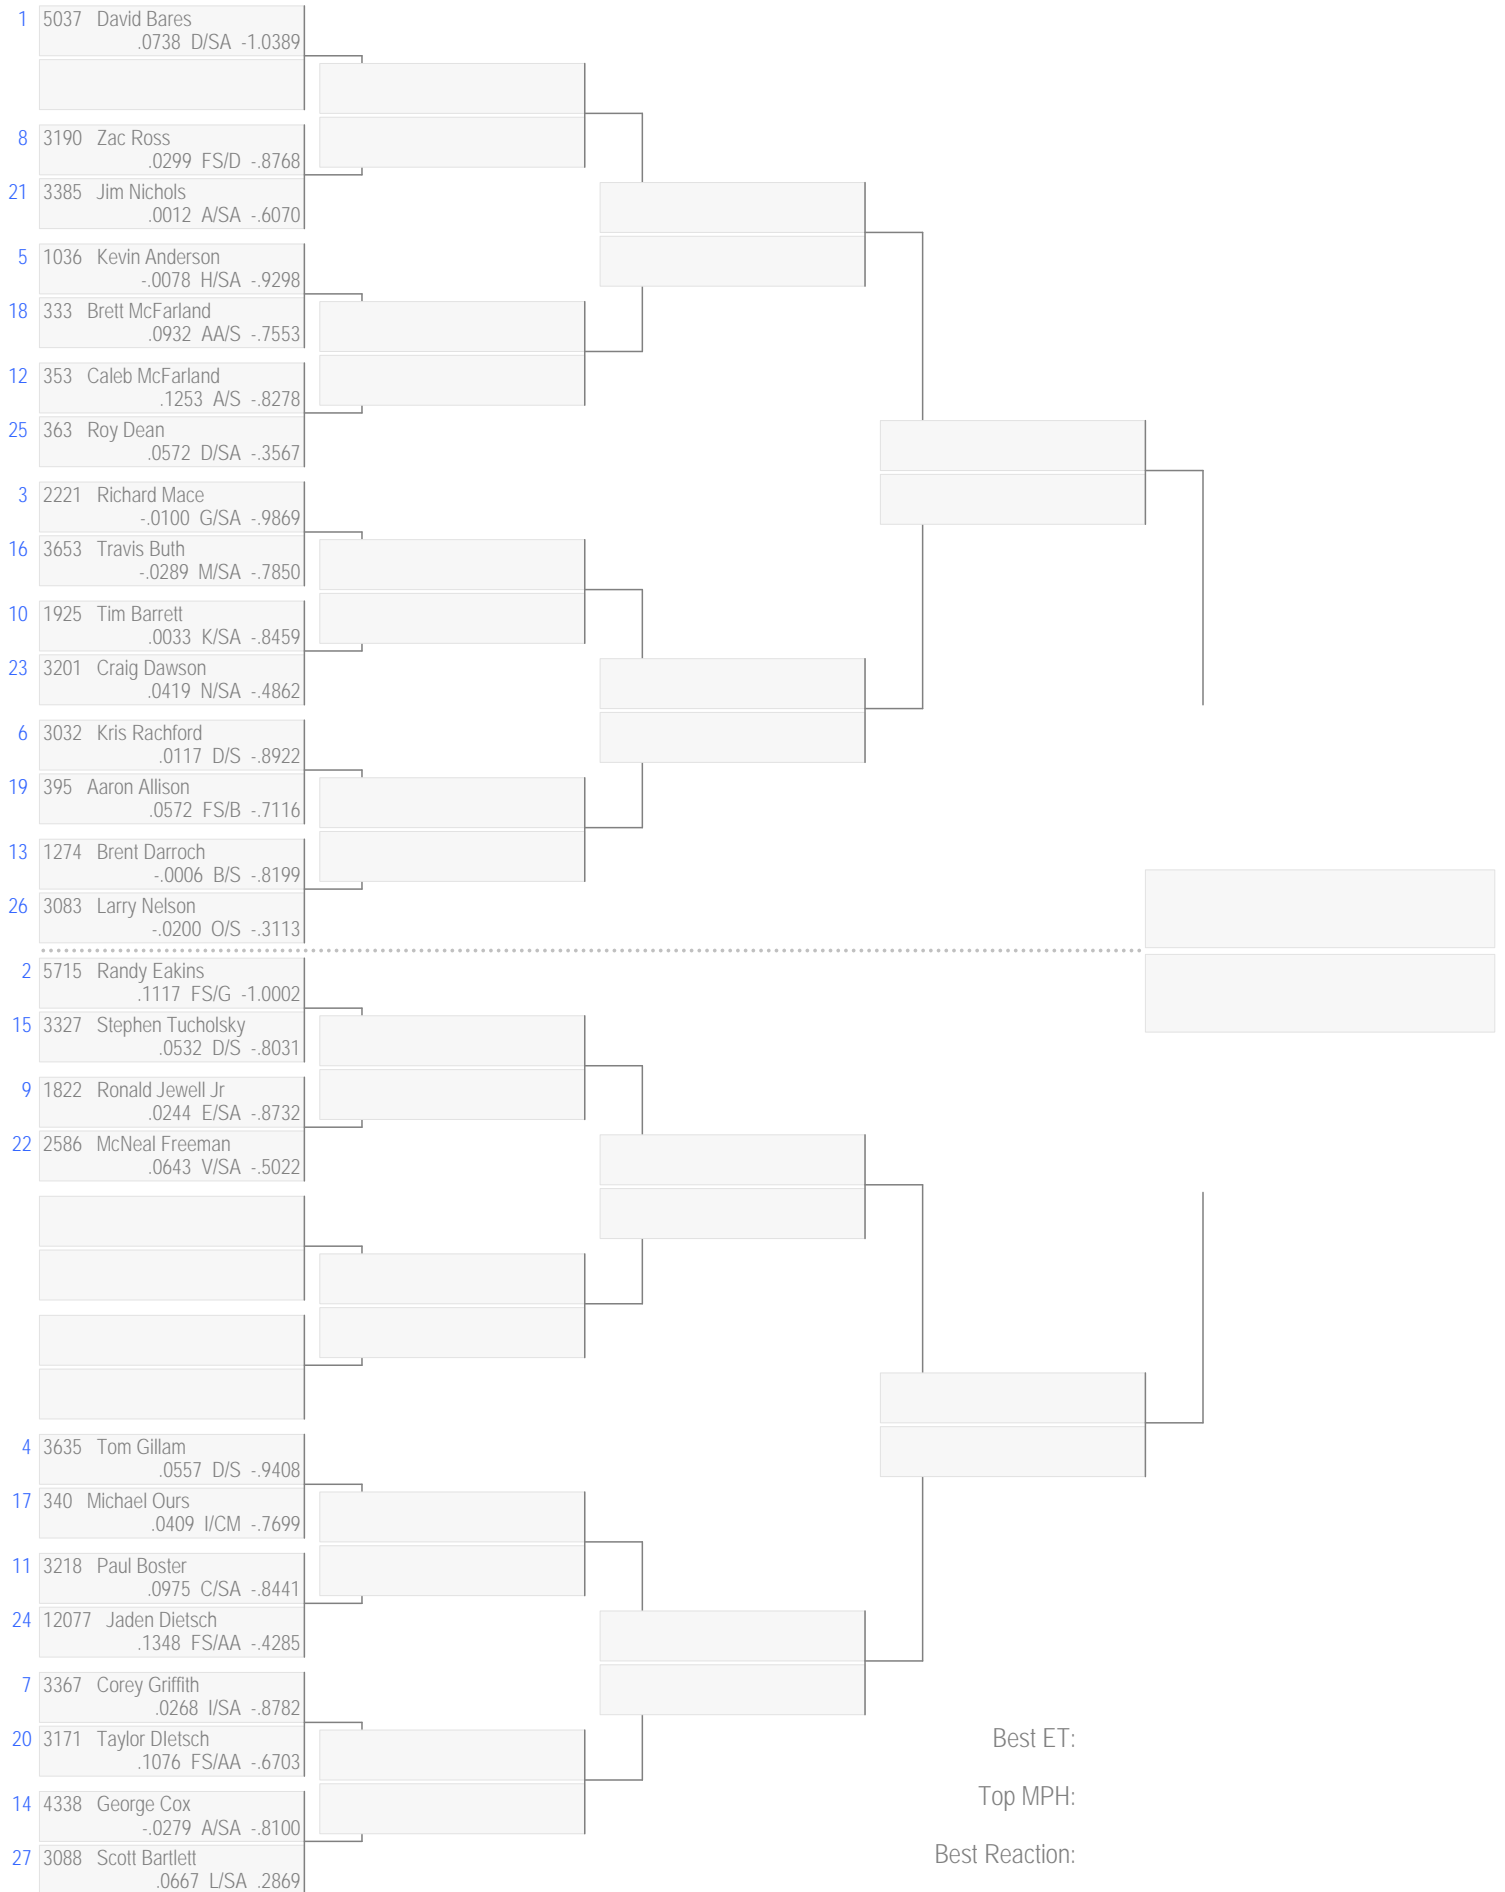 1 5037 David Bares
.0738 D/SA -1.0389
8 3190 Zac Ross
.0299 FS/D -.8768
21 3385 Jim Nichols
.0012 A/SA -.6070
5 1036 Kevin Anderson
-.0078 H/SA -.9298
18 333 Brett McFarland
.0932 AA/S -.7553
12 353 Caleb McFarland
.1253 A/S -.8278
25 363 Roy Dean
.0572 D/SA -.3567
3 2221 Richard Mace
-.0100 G/SA -.9869
16 3653 Travis Buth
-.0289 M/SA -.7850
10 1925 Tim Barrett
.0033 K/SA -.8459
23 3201 Craig Dawson
.0419 N/SA -.4862
6 3032 Kris Rachford
.0117 D/S -.8922
19 395 Aaron Allison
.0572 FS/B -.7116
13 1274 Brent Darroch
-.0006 B/S -.8199
26 3083 Larry Nelson
-.0200 O/S -.3113
2 5715 Randy Eakins
.1117 FS/G -1.0002
15 3327 Stephen Tucholsky
.0532 D/S -.8031
9 1822 Ronald Jewell Jr
.0244 E/SA -.8732
22 2586 McNeal Freeman
.0643 V/SA -.5022
4 3635 Tom Gillam
.0557 D/S -.9408
17 340 Michael Ours
.0409 I/CM -.7699
11 3218 Paul Boster
.0975 C/SA -.8441
24 12077 Jaden Dietsch
.1348 FS/AA -.4285
7 3367 Corey Griffith
.0268 I/SA -.8782
20 3171 Taylor DIetsch
.1076 FS/AA -.6703
14 4338 George Cox
-.0279 A/SA -.8100
27 3088 Scott Bartlett
.0667 L/SA .2869
Best ET:
Top MPH:
Best Reaction: